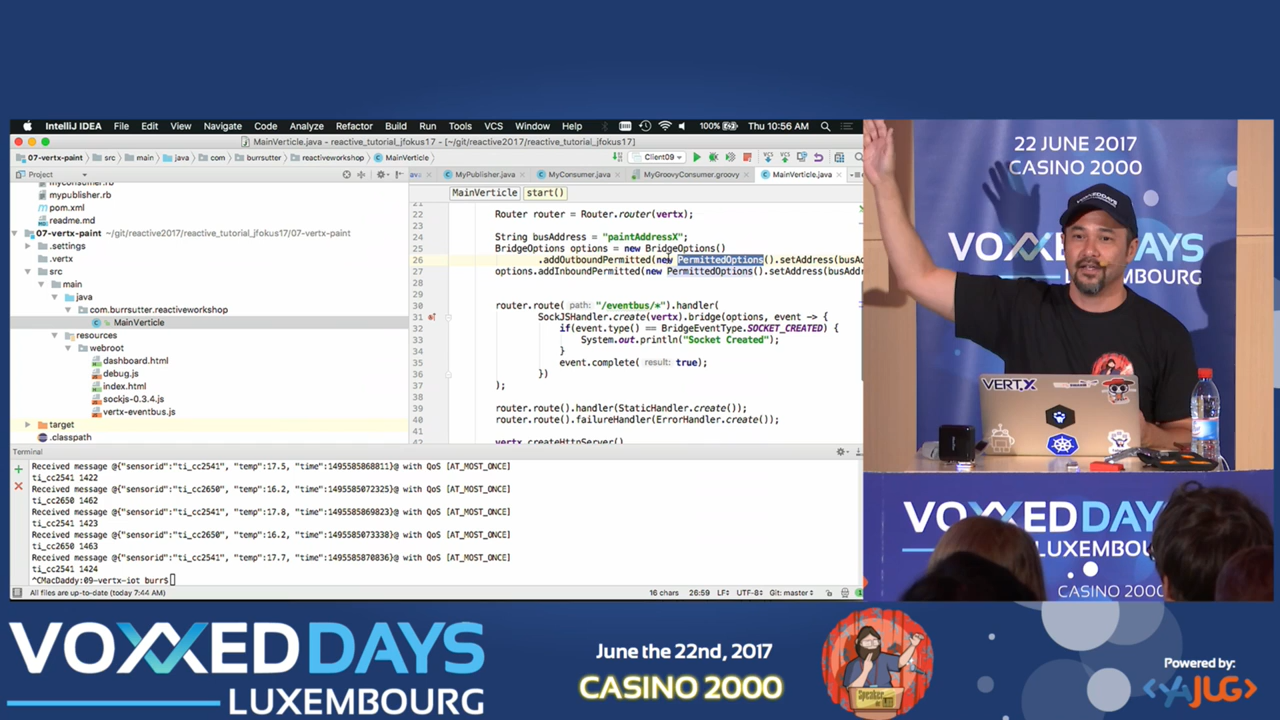 IntelliJ IDEA File Edit View Navigate Code Analyze Refactor Build Run Tools VCS Window Help 100% Thu 10:56 AM
MainVerticle.java - reactive_tutorial_jfokus17 - [~/git/reactive2017/reactive_tutorial_jfokus17]
07-vertx-paint src main java com burrsutter reactiveworkshop MainVerticle Client09
Project
MyPublisher.java MyConsumer.java MyGroovyConsumer.groovy MainVerticle.java
myconsumer.rb
mypublisher.rb
pom.xml
readme.md
07-vertx-paint ~/git/reactive2017/reactive_tutorial_jfokus17/07-vertx-paint
.settings
.vertx
src
main
java
com.burrsutter.reactiveworkshop
MainVerticle
resources
webroot
dashboard.html
debug.js
index.html
sockjs-0.3.4.js
vertx-eventbus.js
target
.classpath
MainVerticle start()
21
22 Router router = Router.router(vertx);
24 String busAddress = "paintAddressX";
25 BridgeOptions options = new BridgeOptions()
26 .addOutboundPermitted(new PermittedOptions().setAddress(busA
27 options.addInboundPermitted(new PermittedOptions().setAddress(busAdd
28
30 router.route( path: "/eventbus/*").handler(
31 SockJSHandler.create(vertx).bridge(options, event -> {
32 if(event.type() == BridgeEventType.SOCKET_CREATED) {
33 System.out.println("Socket Created");
34 }
35 event.complete( result: true);
36 })
37 );
38
39 router.route().handler(StaticHandler.create());
40 router.route().failureHandler(ErrorHandler.create());
41
42 vertx.createHttpServer()
Terminal
Received message @{"sensorid":"ti_cc2541", "temp":17.5, "time":1495585868811}@ with QoS [AT_MOST_ONCE]
ti_cc2541 1422
Received message @{"sensorid":"ti_cc2650", "temp":16.2, "time":1495585072325}@ with QoS [AT_MOST_ONCE]
ti_cc2650 1462
Received message @{"sensorid":"ti_cc2541", "temp":17.8, "time":1495585869823}@ with QoS [AT_MOST_ONCE]
ti_cc2541 1423
Received message @{"sensorid":"ti_cc2650", "temp":16.2, "time":1495585073338}@ with QoS [AT_MOST_ONCE]
ti_cc2650 1463
Received message @{"sensorid":"ti_cc2541", "temp":17.7, "time":1495585870836}@ with QoS [AT_MOST_ONCE]
ti_cc2541 1424
^CMacDaddy:09-vertx-iot burr$
All files are up-to-date (today 7:44 AM) 16 chars 26:59 LF UTF-8 Git: master
22 JUNE 2017
CASINO 2000
VOXXED DAYS
LUXEMBOURG
VOXXEDDAYS
VERT.X
VOXXED DAYS
LUXEMBOU
CASINO 2000
VOXXED DAYS
LUXEMBOURG
June the 22nd, 2017
CASINO 2000
Speaker
Powered by:
YAJUG